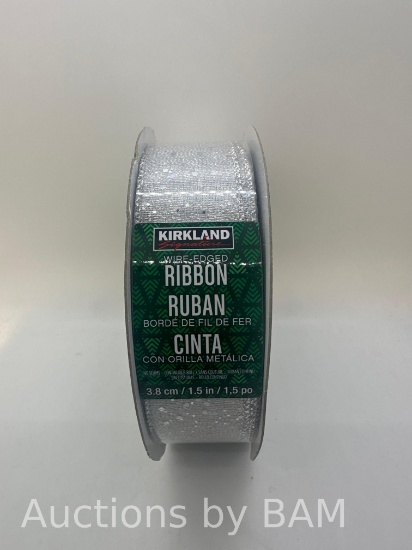 KIRKLAND
Signature
WIRE-EDGED
RIBBON
RUBAN
BORDÉ DE FIL DE FER
CINTA
CON ORILLA METÁLICA
3.8 cm / 1.5 in / 1,5 po
Auctions by BAM